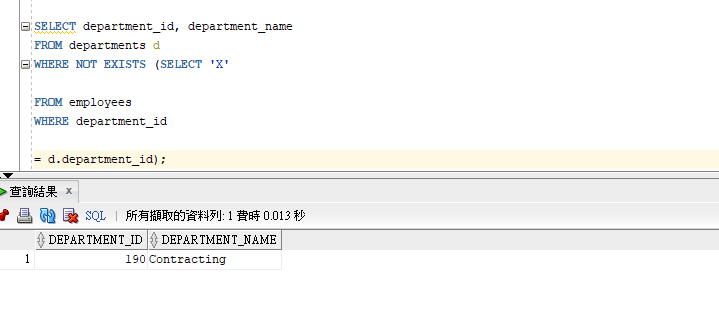 SELECT department_id, department_name
FROM departments d
WHERE NOT EXISTS (SELECT 'X'
FROM employees
WHERE department_id
= d.department_id);
查詢結果 x
SQL | 所有擷取的資料列: 1 費時 0.013 秒
DEPARTMENT_ID DEPARTMENT_NAME
1 190 Contracting